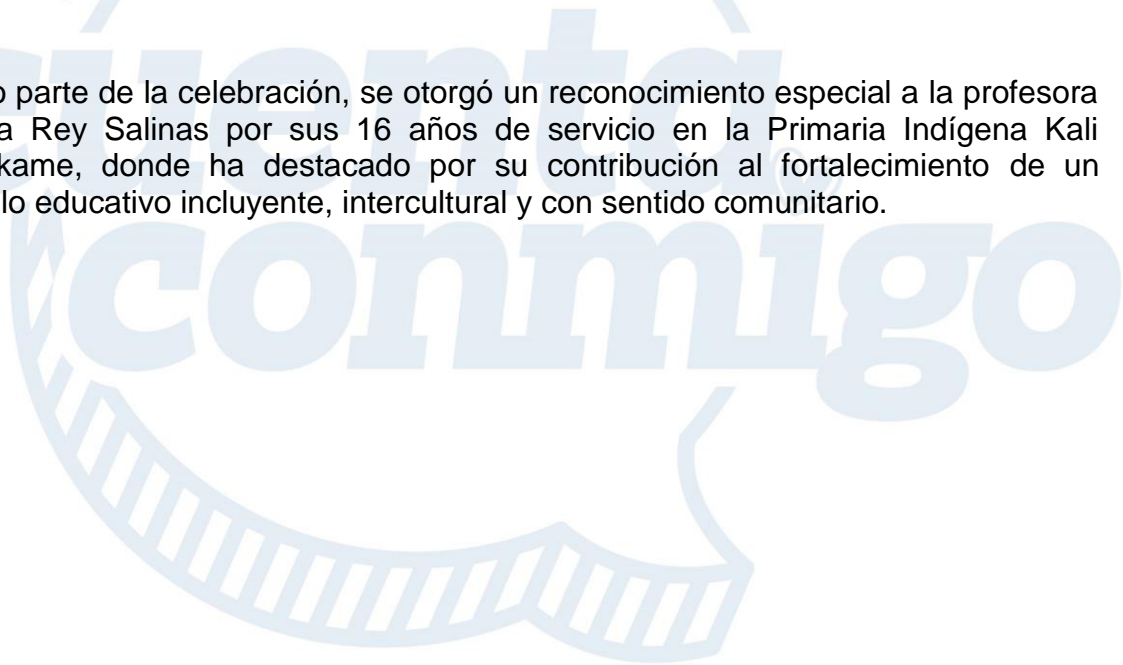 cuenta
o parte de la celebración, se otorgó un reconocimiento especial a la profesora
a Rey Salinas por sus 16 años de servicio en la Primaria Indígena Kali
kame, donde ha destacado por su contribución al fortalecimiento de un
lo educativo incluyente, intercultural y con sentido comunitario.
conmigo